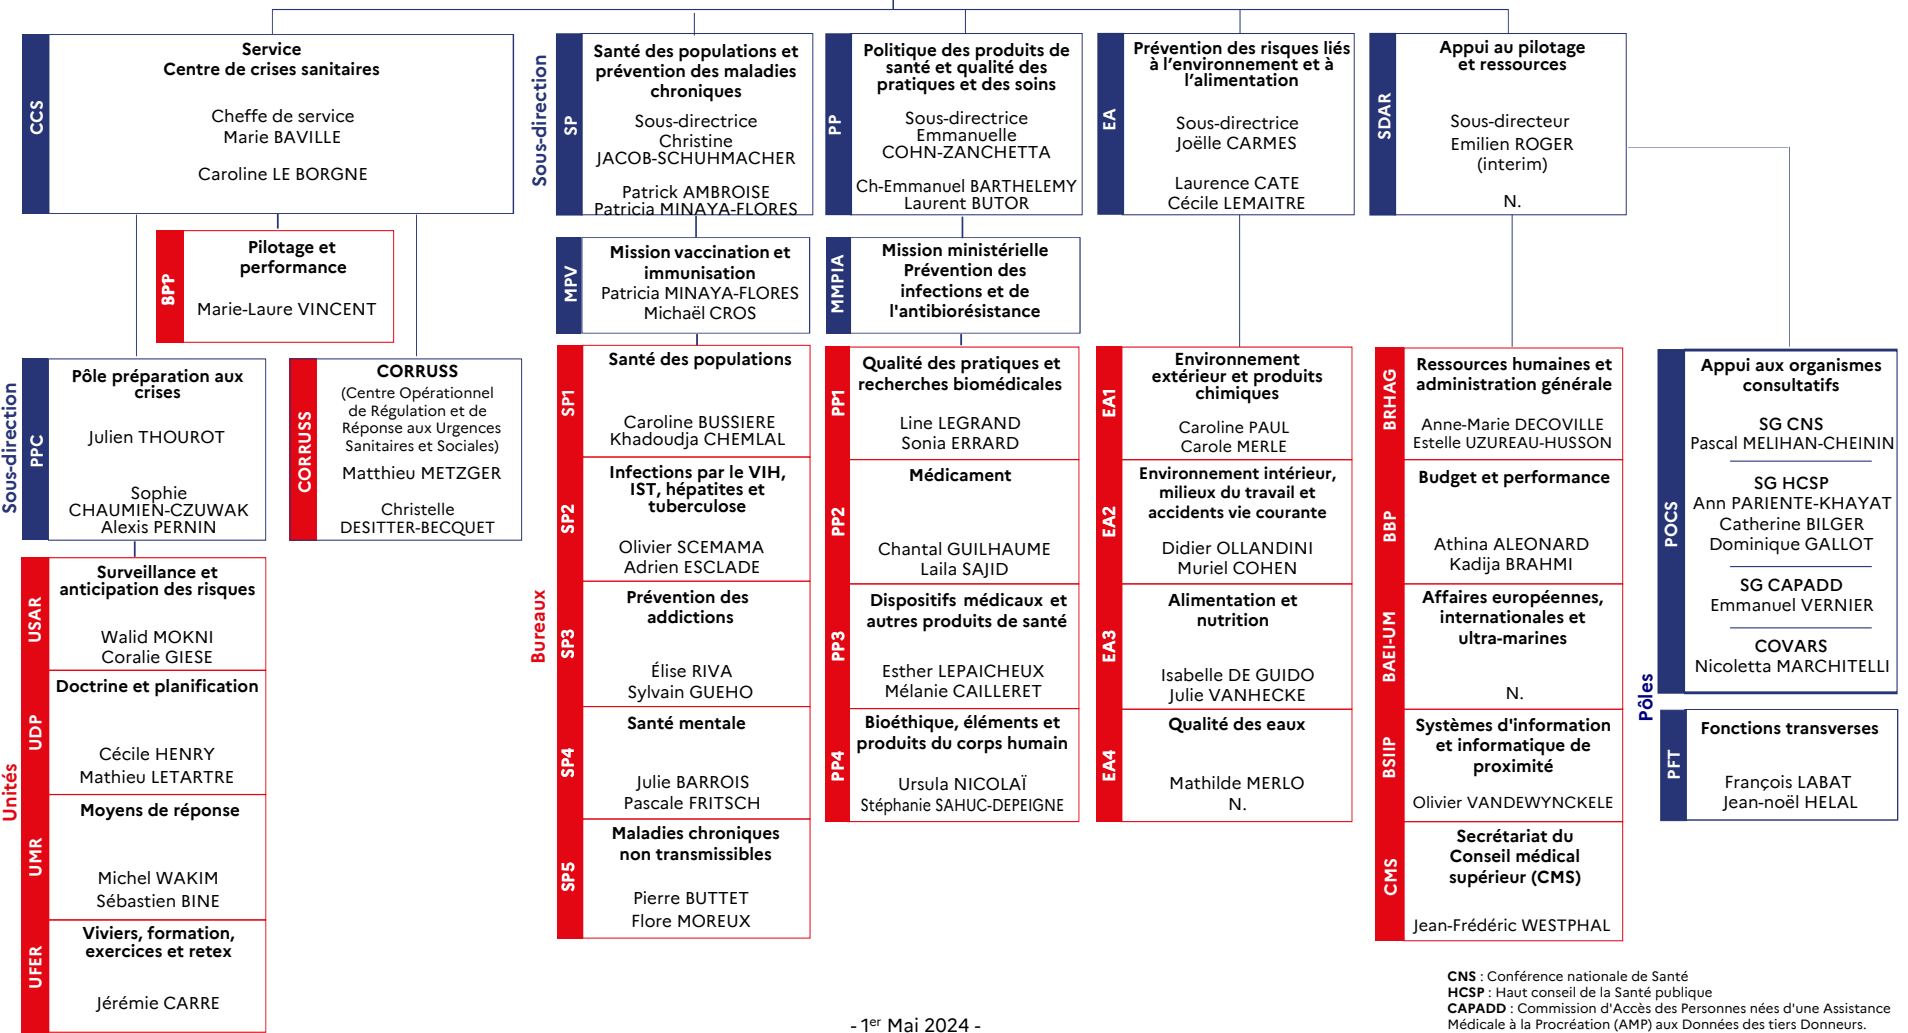 CCS
Service
Centre de crises sanitaires
Cheffe de service
Marie BAVILLE
Caroline LE BORGNE
BPP
Pilotage et
performance
Marie-Laure VINCENT
Sous-direction
PPC
Pôle préparation aux
crises
Julien THOUROT
Sophie
CHAUMIEN-CZUWAK
Alexis PERNIN
CORRUSS
CORRUSS
(Centre Opérationnel
de Régulation et de
Réponse aux Urgences
Sanitaires et Sociales)
Matthieu METZGER
Christelle
DESITTER-BECQUET
Unités
USAR
Surveillance et
anticipation des risques
Walid MOKNI
Coralie GIESE
UDP
Doctrine et planification
Cécile HENRY
Mathieu LETARTRE
UMR
Moyens de réponse
Michel WAKIM
Sébastien BINE
UFER
Viviers, formation,
exercices et retex
Jérémie CARRE
Sous-direction
SP
Santé des populations et
prévention des maladies
chroniques
Sous-directrice
Christine
JACOB-SCHUHMACHER
Patrick AMBROISE
Patricia MINAYA-FLORES
MPV
Mission vaccination et
immunisation
Patricia MINAYA-FLORES
Michaël CROS
Bureaux
SP1
Santé des populations
Caroline BUSSIERE
Khadoudja CHEMLAL
SP2
Infections par le VIH,
IST, hépatites et
tuberculose
Olivier SCEMAMA
Adrien ESCLADE
SP3
Prévention des
addictions
Élise RIVA
Sylvain GUEHO
SP4
Santé mentale
Julie BARROIS
Pascale FRITSCH
SP5
Maladies chroniques
non transmissibles
Pierre BUTTET
Flore MOREUX
PP
Politique des produits de
santé et qualité des
pratiques et des soins
Sous-directrice
Emmanuelle
COHN-ZANCHETTA
Ch-Emmanuel BARTHELEMY
Laurent BUTOR
MMPIA
Mission ministérielle
Prévention des
infections et de
l'antibiorésistance
PP1
Qualité des pratiques et
recherches biomédicales
Line LEGRAND
Sonia ERRARD
PP2
Médicament
Chantal GUILHAUME
Laila SAJID
PP3
Dispositifs médicaux et
autres produits de santé
Esther LEPAICHEUX
Mélanie CAILLERET
PP4
Bioéthique, éléments et
produits du corps humain
Ursula NICOLAÏ
Stéphanie SAHUC-DEPEIGNE
EA
Prévention des risques liés
à l’environnement et à
l’alimentation
Sous-directrice
Joëlle CARMES
Laurence CATE
Cécile LEMAITRE
EA1
Environnement
extérieur et produits
chimiques
Caroline PAUL
Carole MERLE
EA2
Environnement intérieur,
milieux du travail et
accidents vie courante
Didier OLLANDINI
Muriel COHEN
EA3
Alimentation et
nutrition
Isabelle DE GUIDO
Julie VANHECKE
EA4
Qualité des eaux
Mathilde MERLO
N.
SDAR
Appui au pilotage
et ressources
Sous-directeur
Emilien ROGER
(interim)
N.
BRHAG
Ressources humaines et
administration générale
Anne-Marie DECOVILLE
Estelle UZUREAU-HUSSON
BBP
Budget et performance
Athina ALEONARD
Kadija BRAHMI
BAEI-UM
Affaires européennes,
internationales et
ultra-marines
N.
BSIIP
Systèmes d'information
et informatique de
proximité
Olivier VANDEWYNCKELE
CMS
Secrétariat du
Conseil médical
supérieur (CMS)
Jean-Frédéric WESTPHAL
Pôles
POCS
Appui aux organismes
consultatifs
SG CNS
Pascal MELIHAN-CHEININ
SG HCSP
Ann PARIENTE-KHAYAT
Catherine BILGER
Dominique GALLOT
SG CAPADD
Emmanuel VERNIER
COVARS
Nicoletta MARCHITELLI
PFT
Fonctions transverses
François LABAT
Jean-noël HELAL
CNS : Conférence nationale de Santé
HCSP : Haut conseil de la Santé publique
CAPADD : Commission d'Accès des Personnes nées d'une Assistance
Médicale à la Procréation (AMP) aux Données des tiers Donneurs.
- 1er Mai 2024 -